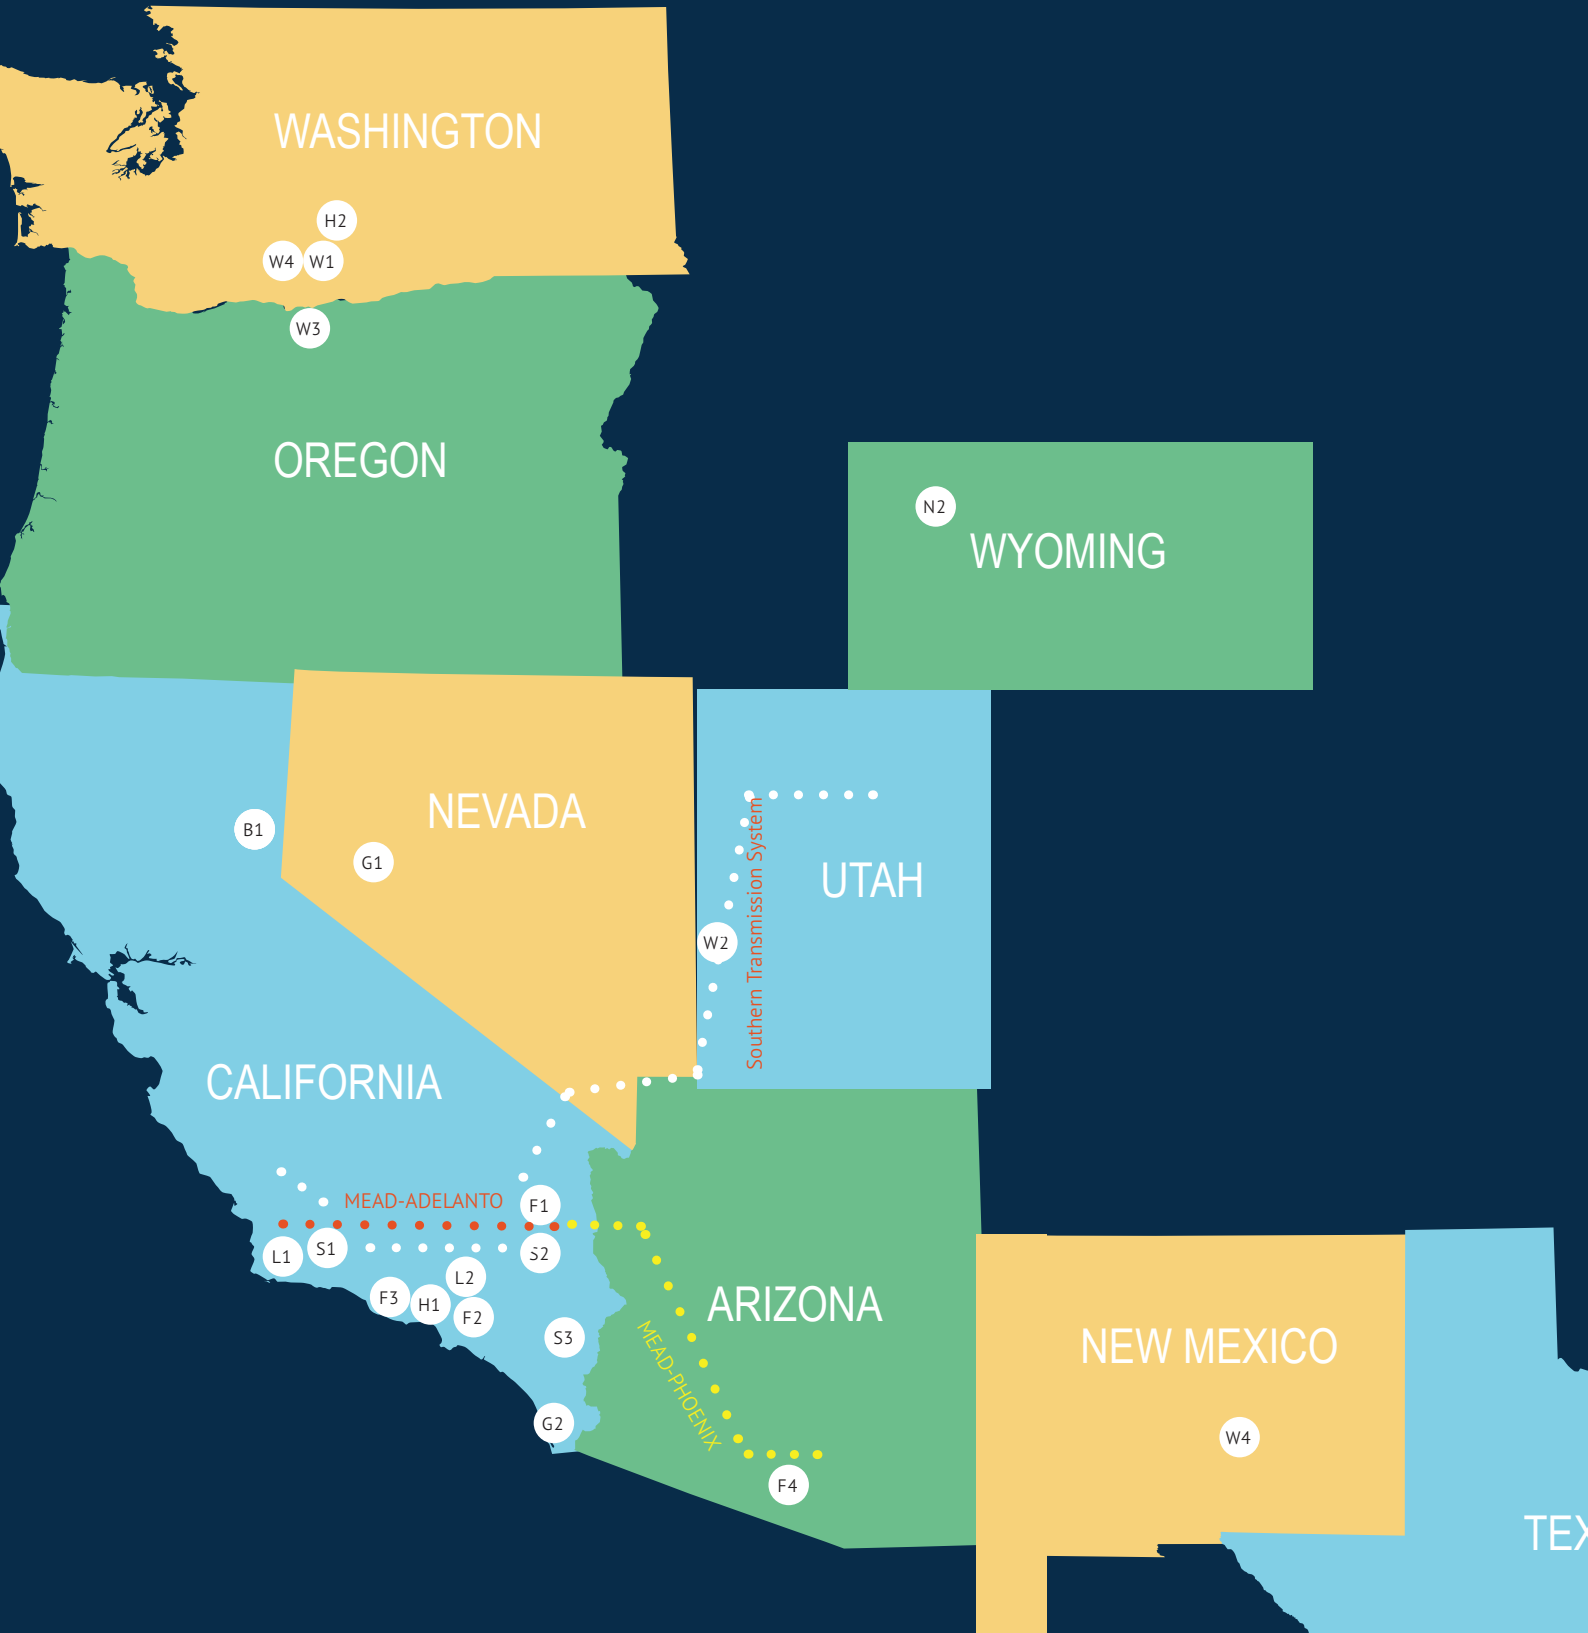 WASHINGTON
H2
W4
W1
W3
OREGON
N2
WYOMING
NEVADA
B1
G1
UTAH
Southern Transmission System
W2
CALIFORNIA
MEAD-ADELANTO
F1
S1
L1
S2
L2
F3
H1
F2
S3
ARIZONA
MEAD-PHOENIX
NEW MEXICO
G2
W4
F4
TEX